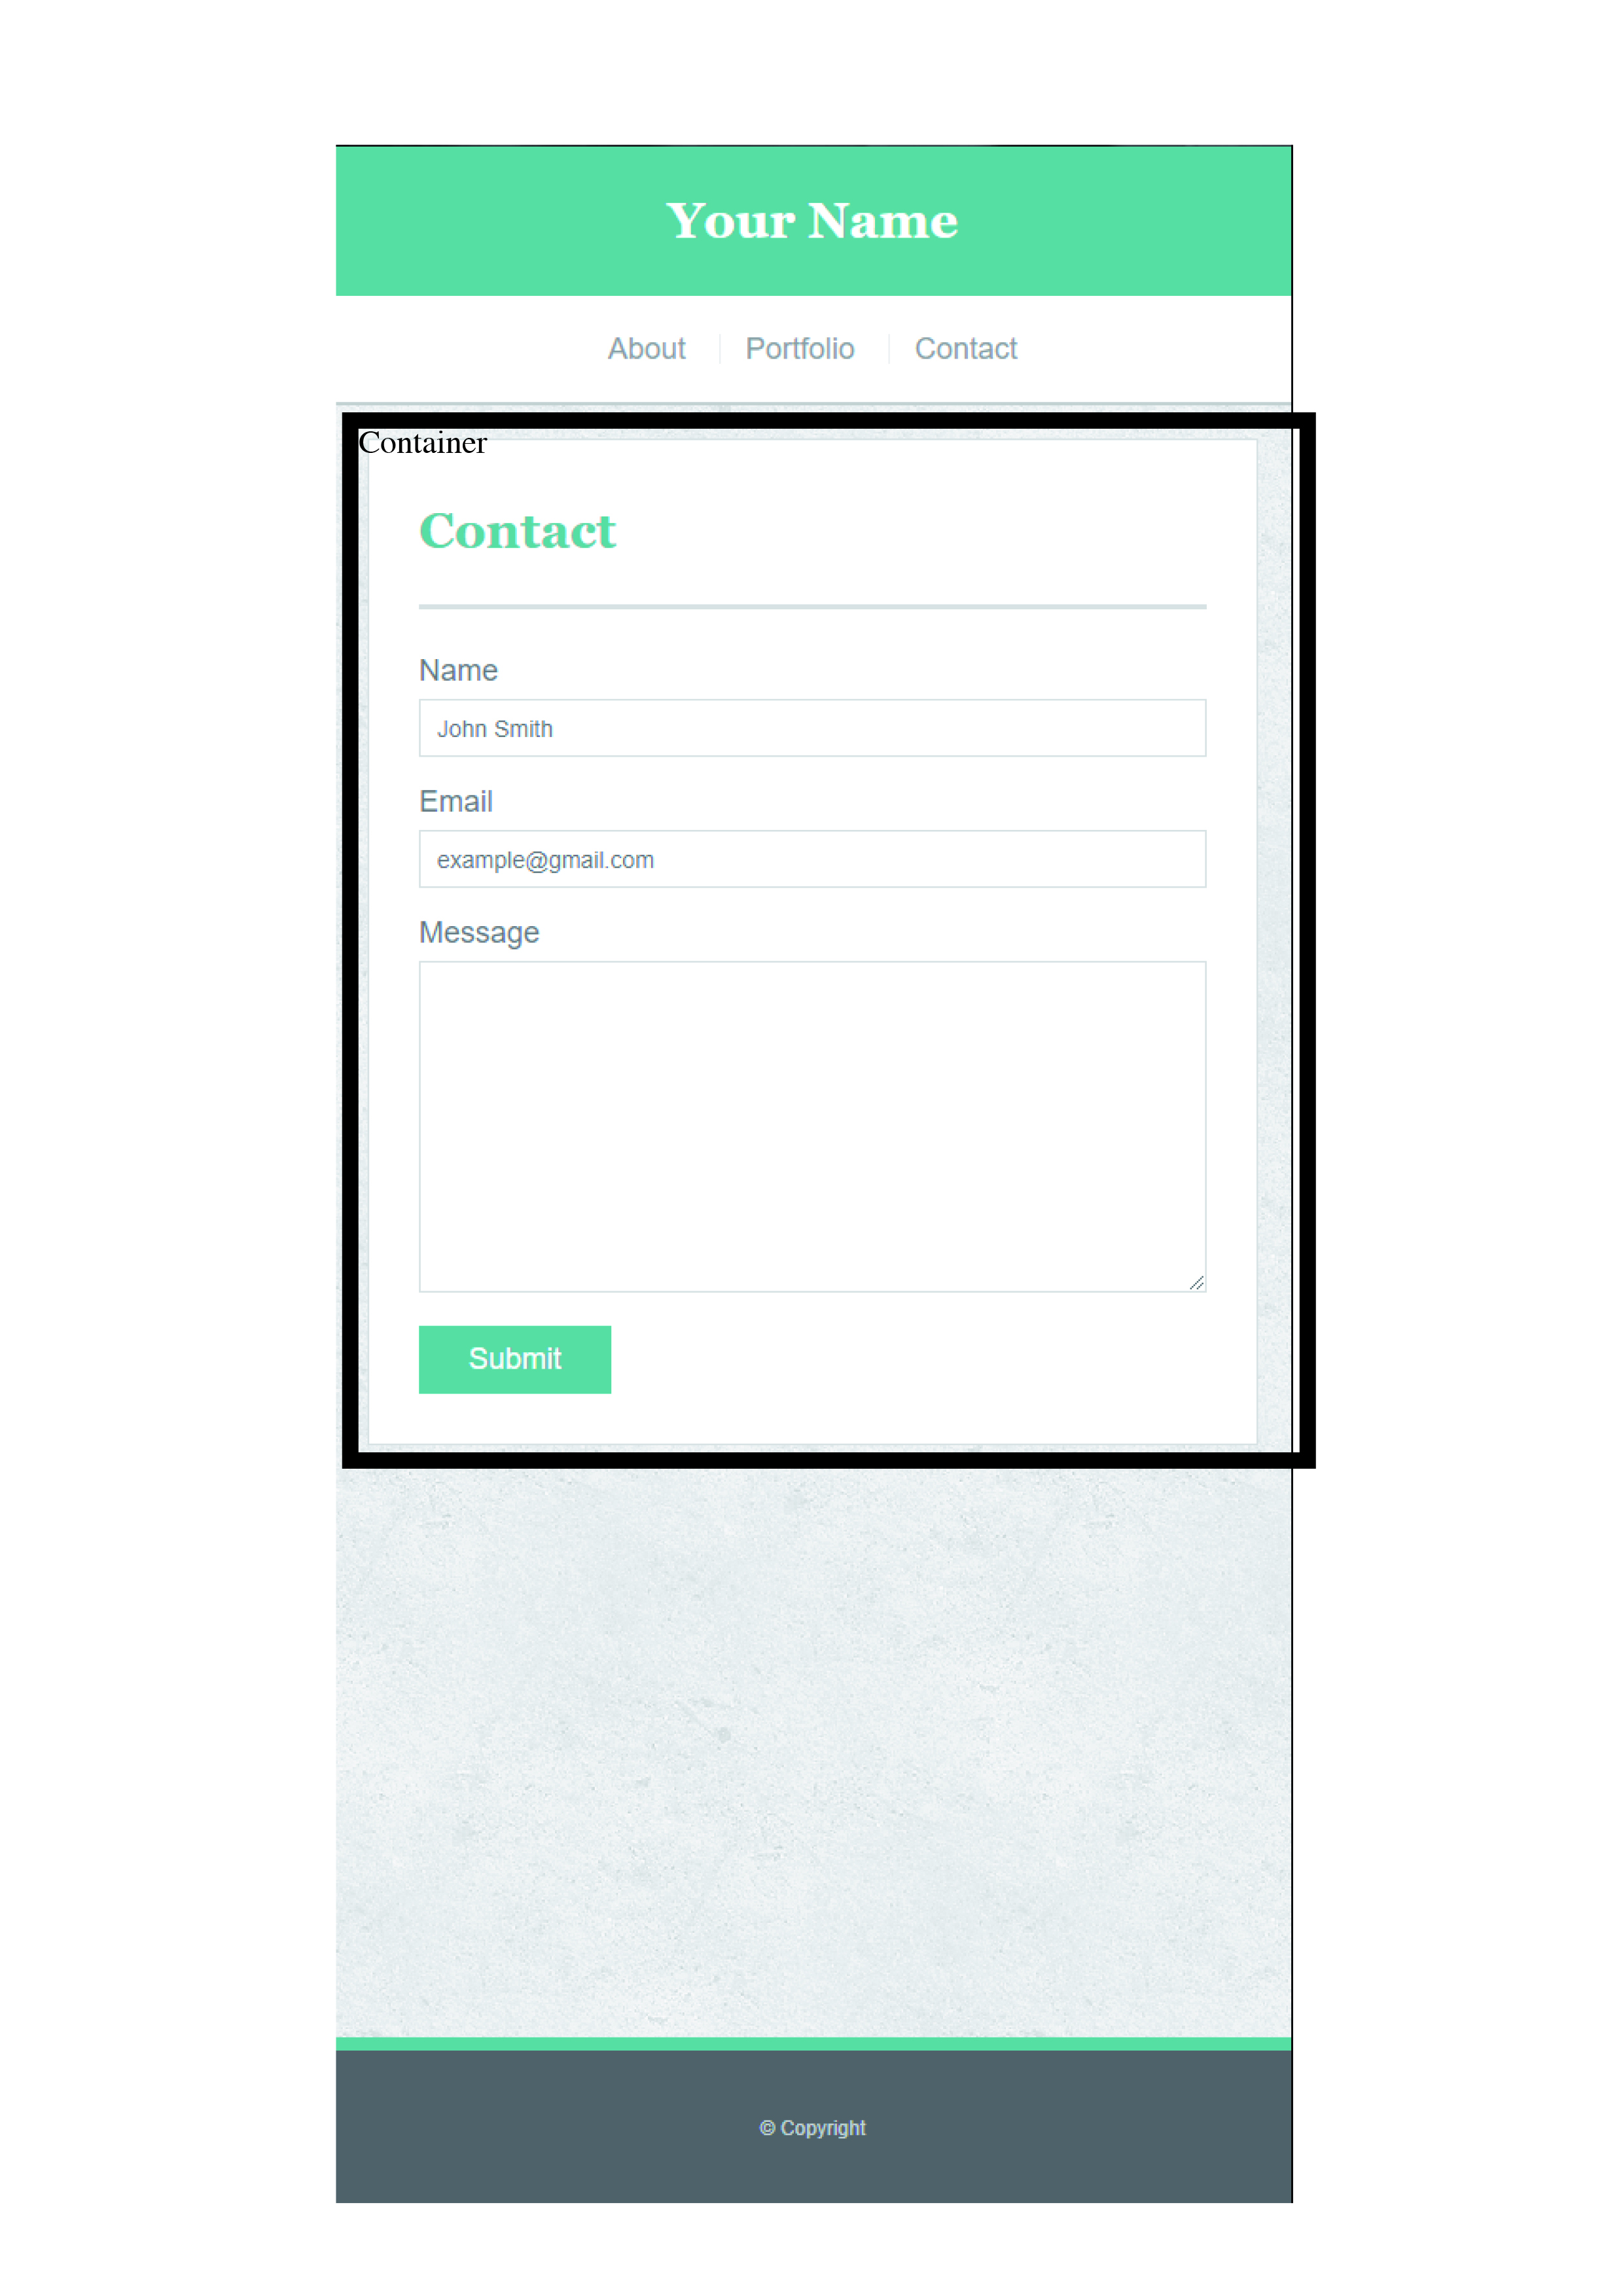 Your Name
About Portfolio Contact
Container
Contact
Name
John Smith
Email
example@gmail.com
Message
Submit
© Copyright